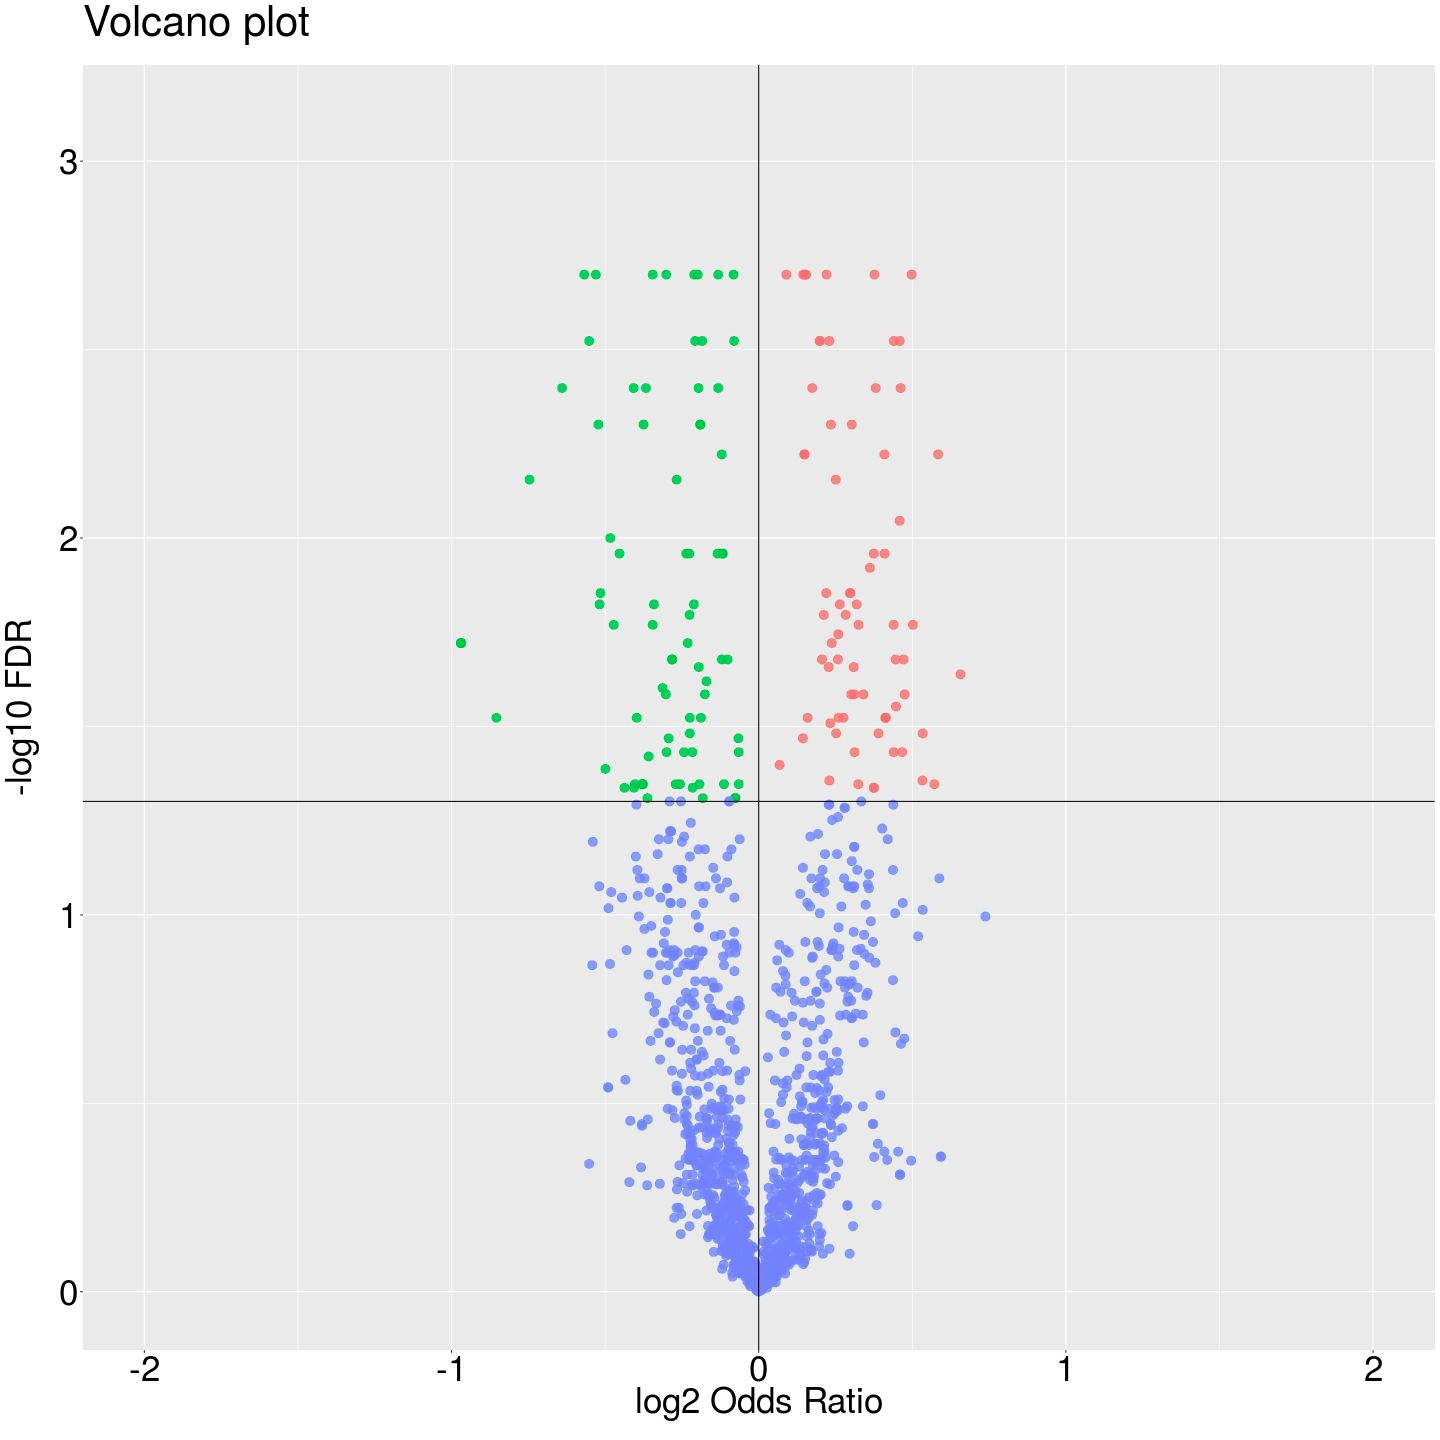 Volcano plot
3
2
1
0
-log10 FDR
-2 -1 0 1 2
log2 Odds Ratio